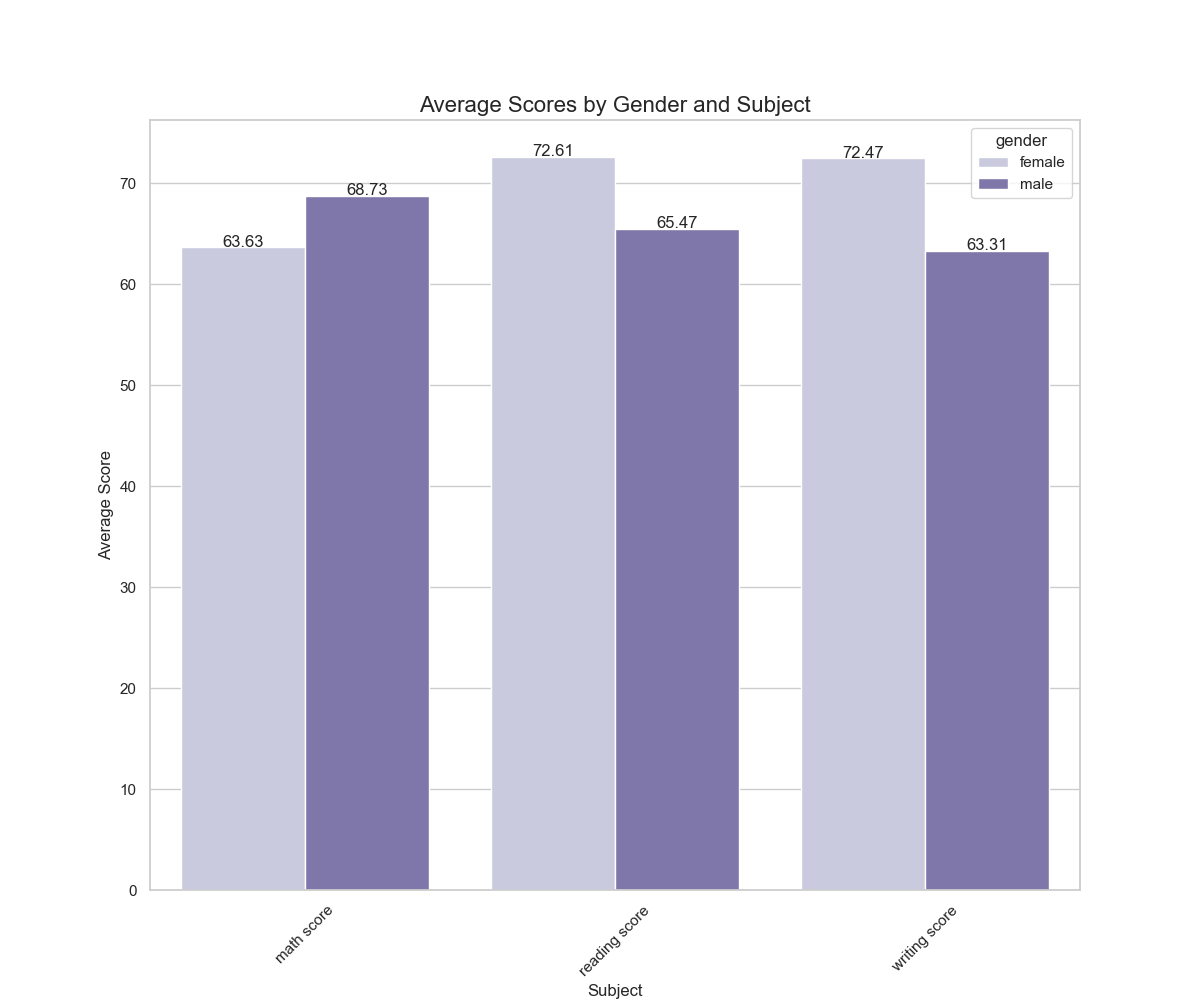 Average Scores by Gender and Subject
gender
female
male
72.61
72.47
68.73
65.47
63.63
63.31
70
60
50
40
30
20
10
0
Average Score
math score
reading score
writing score
Subject